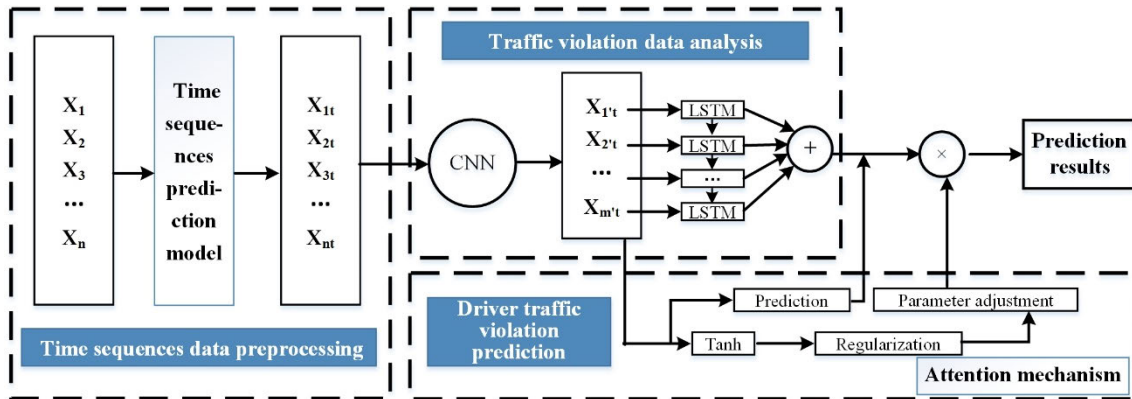 X1
X2
X3
...
Xn
Time
seque-
nces
predi-
ction
model
X1t
X2t
X3t
...
Xnt
Time sequences data preprocessing
Traffic violation data analysis
CNN
X1't
X2't
...
Xm't
LSTM
LSTM
...
LSTM
+
×
Prediction
results
Driver traffic
violation
prediction
Prediction
Parameter adjustment
Tanh
Regularization
Attention mechanism